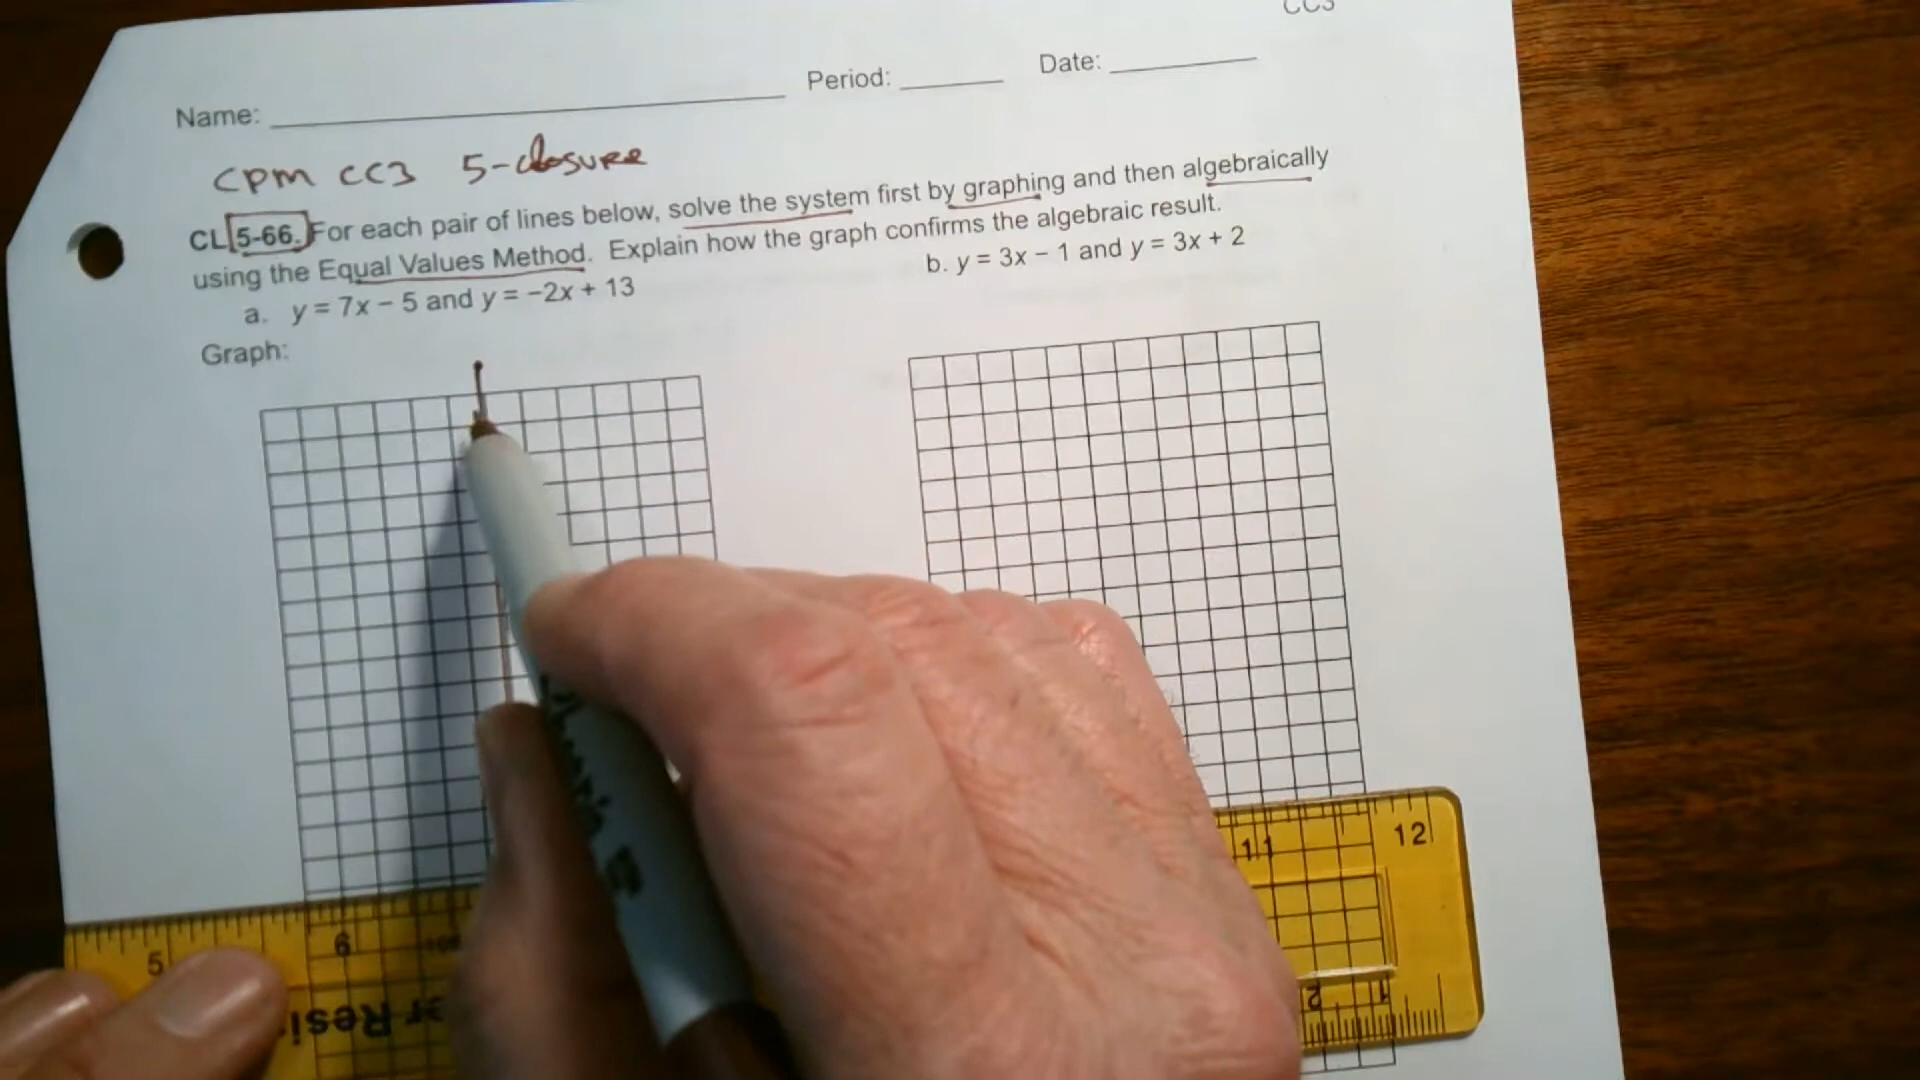 CC3
Name: Period: Date:
CPM CC3 5-closure
CL 5-66. For each pair of lines below, solve the system first by graphing and then algebraically
using the Equal Values Method. Explain how the graph confirms the algebraic result.
a. y = 7x − 5 and y = −2x + 13
b. y = 3x − 1 and y = 3x + 2
Graph:
5 6 11 12
2 1